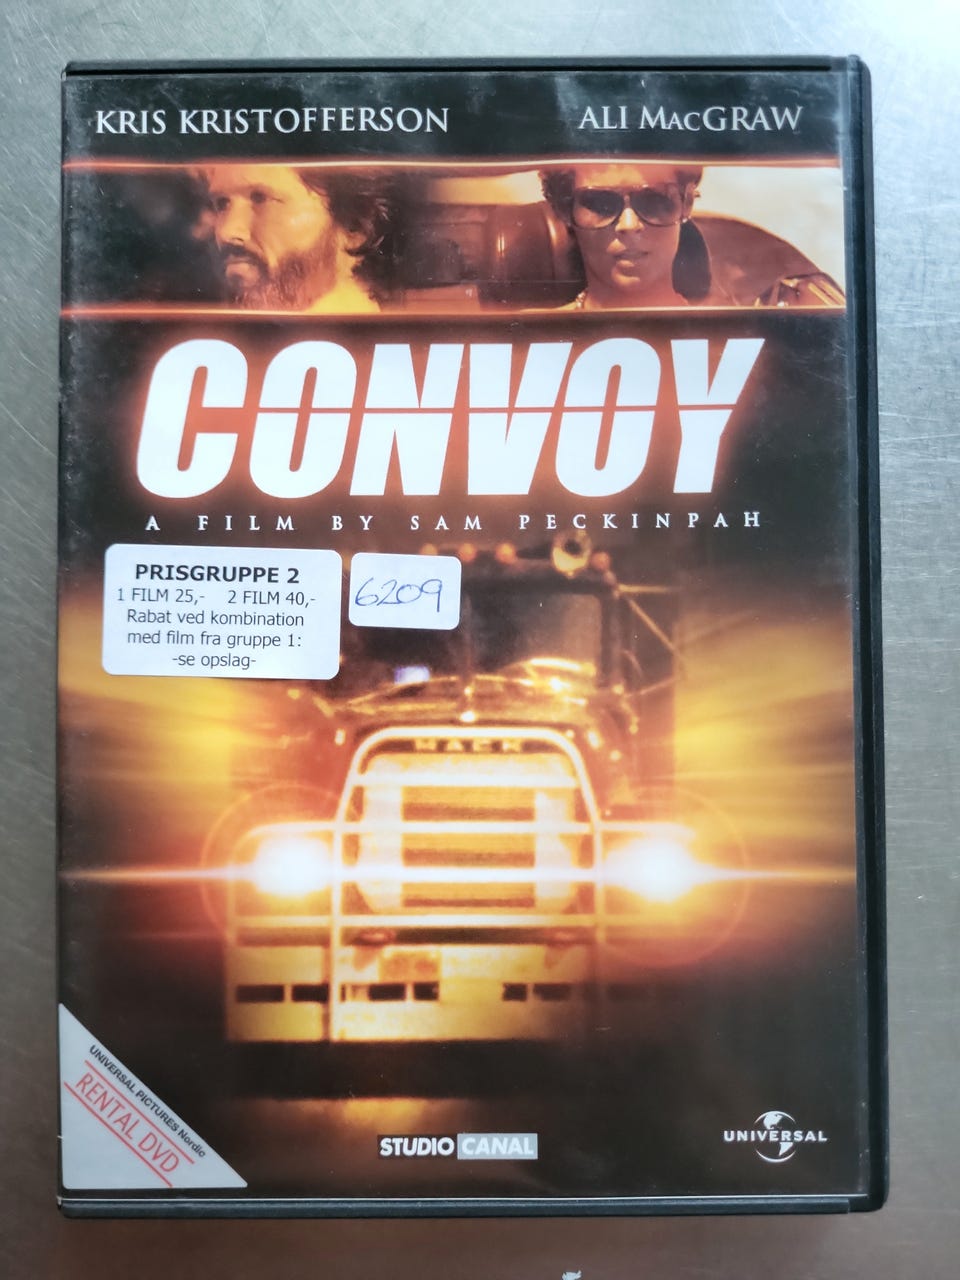 KRIS KRISTOFFERSON
ALI MACGRAW
CONVOY
A FILM BY SAM PECKINPAH
PRISGRUPPE 2
1 FILM 25,- 2 FILM 40,-
Rabat ved kombination
med film fra gruppe 1:
-se opslag-
6209
MACK
UNIVERSAL PICTURES Nordic
RENTAL DVD
STUDIO CANAL
UNIVERSAL